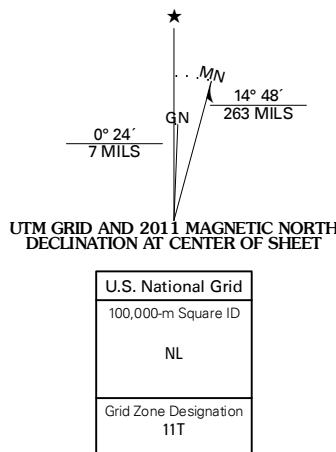 ★
MN
GN
14° 48´
263 MILS
0° 24´
7 MILS
UTM GRID AND 2011 MAGNETIC NORTH
DECLINATION AT CENTER OF SHEET
U.S. National Grid
100,000-m Square ID
NL
Grid Zone Designation
11T